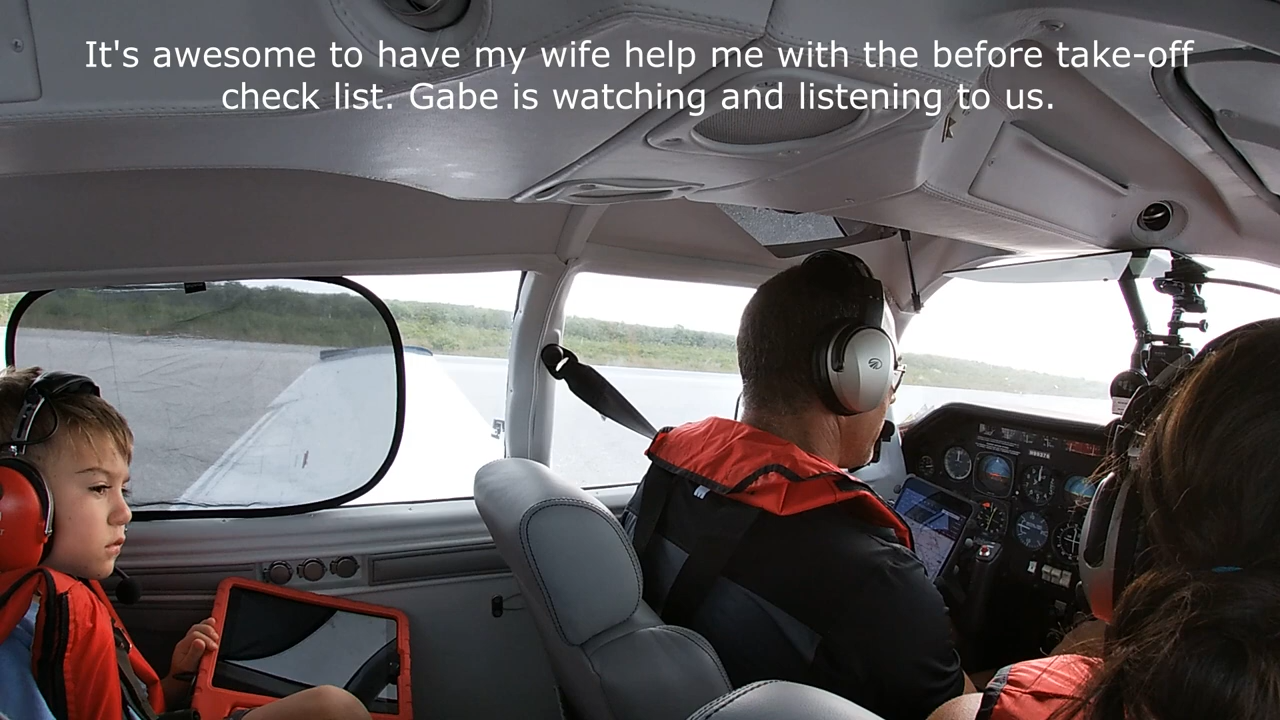 It's awesome to have my wife help me with the before take-off
check list. Gabe is watching and listening to us.